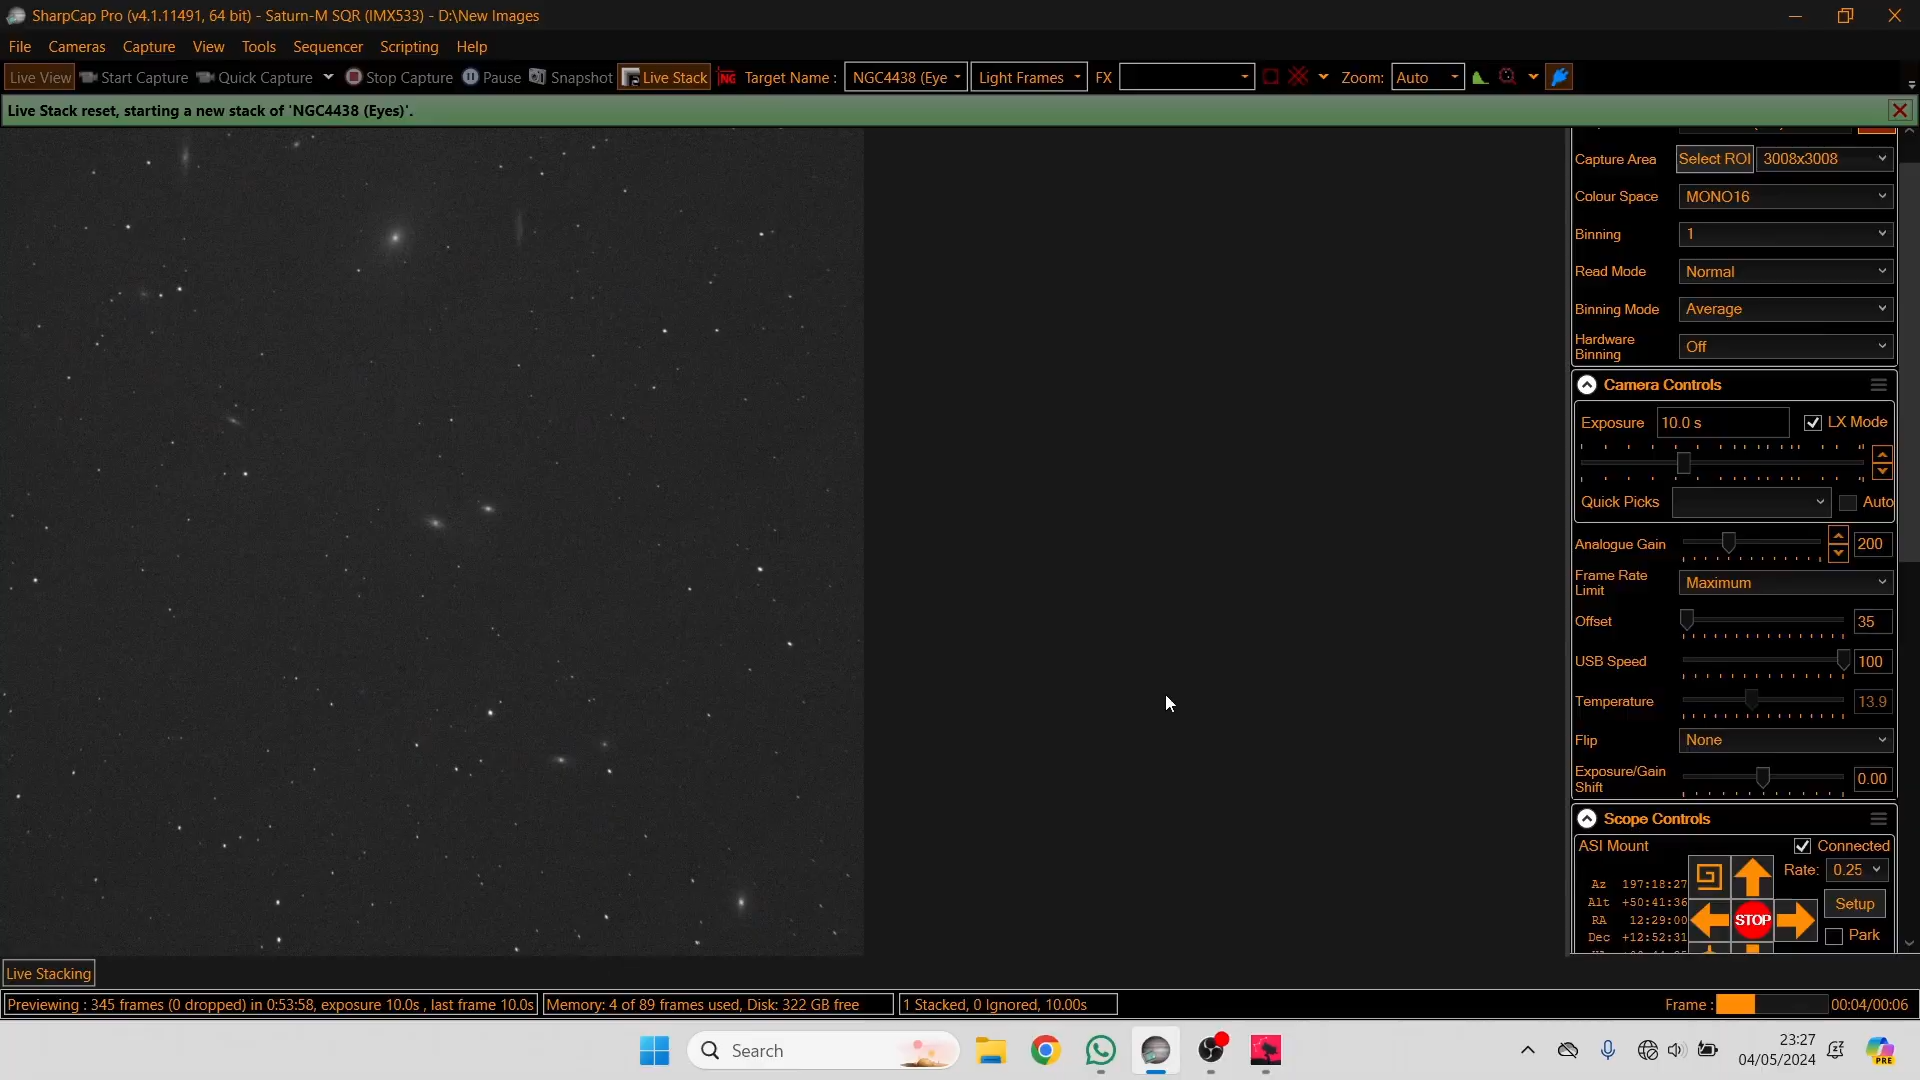 SharpCap Pro (v4.1.11491, 64 bit) - Saturn-M SQR (IMX533) - D:\New Images
File Cameras Capture View Tools Sequencer Scripting Help
Live View Start Capture Quick Capture Stop Capture Pause Snapshot Live Stack NG Target Name : NGC4438 (Eye Light Frames FX Zoom: Auto
Live Stack reset, starting a new stack of 'NGC4438 (Eyes)'.
Capture Area Select ROI 3008x3008
Colour Space MONO16
Binning 1
Read Mode Normal
Binning Mode Average
Hardware Binning Off
Camera Controls
Exposure 10.0 s LX Mode
Quick Picks Auto
Analogue Gain 200
Frame Rate Limit Maximum
Offset 35
USB Speed 100
Temperature 13.9
Flip None
Exposure/Gain Shift 0.00
Scope Controls
ASI Mount Connected
Rate: 0.25
Az 197:18:27
Alt +50:41:36
Setup
RA 12:29:00
STOP
Dec +12:52:31
Park
Live Stacking
Previewing : 345 frames (0 dropped) in 0:53:58, exposure 10.0s , last frame 10.0s Memory: 4 of 89 frames used, Disk: 322 GB free 1 Stacked, 0 Ignored, 10.00s Frame : 00:04/00:06
Search
23:27
04/05/2024
PRE